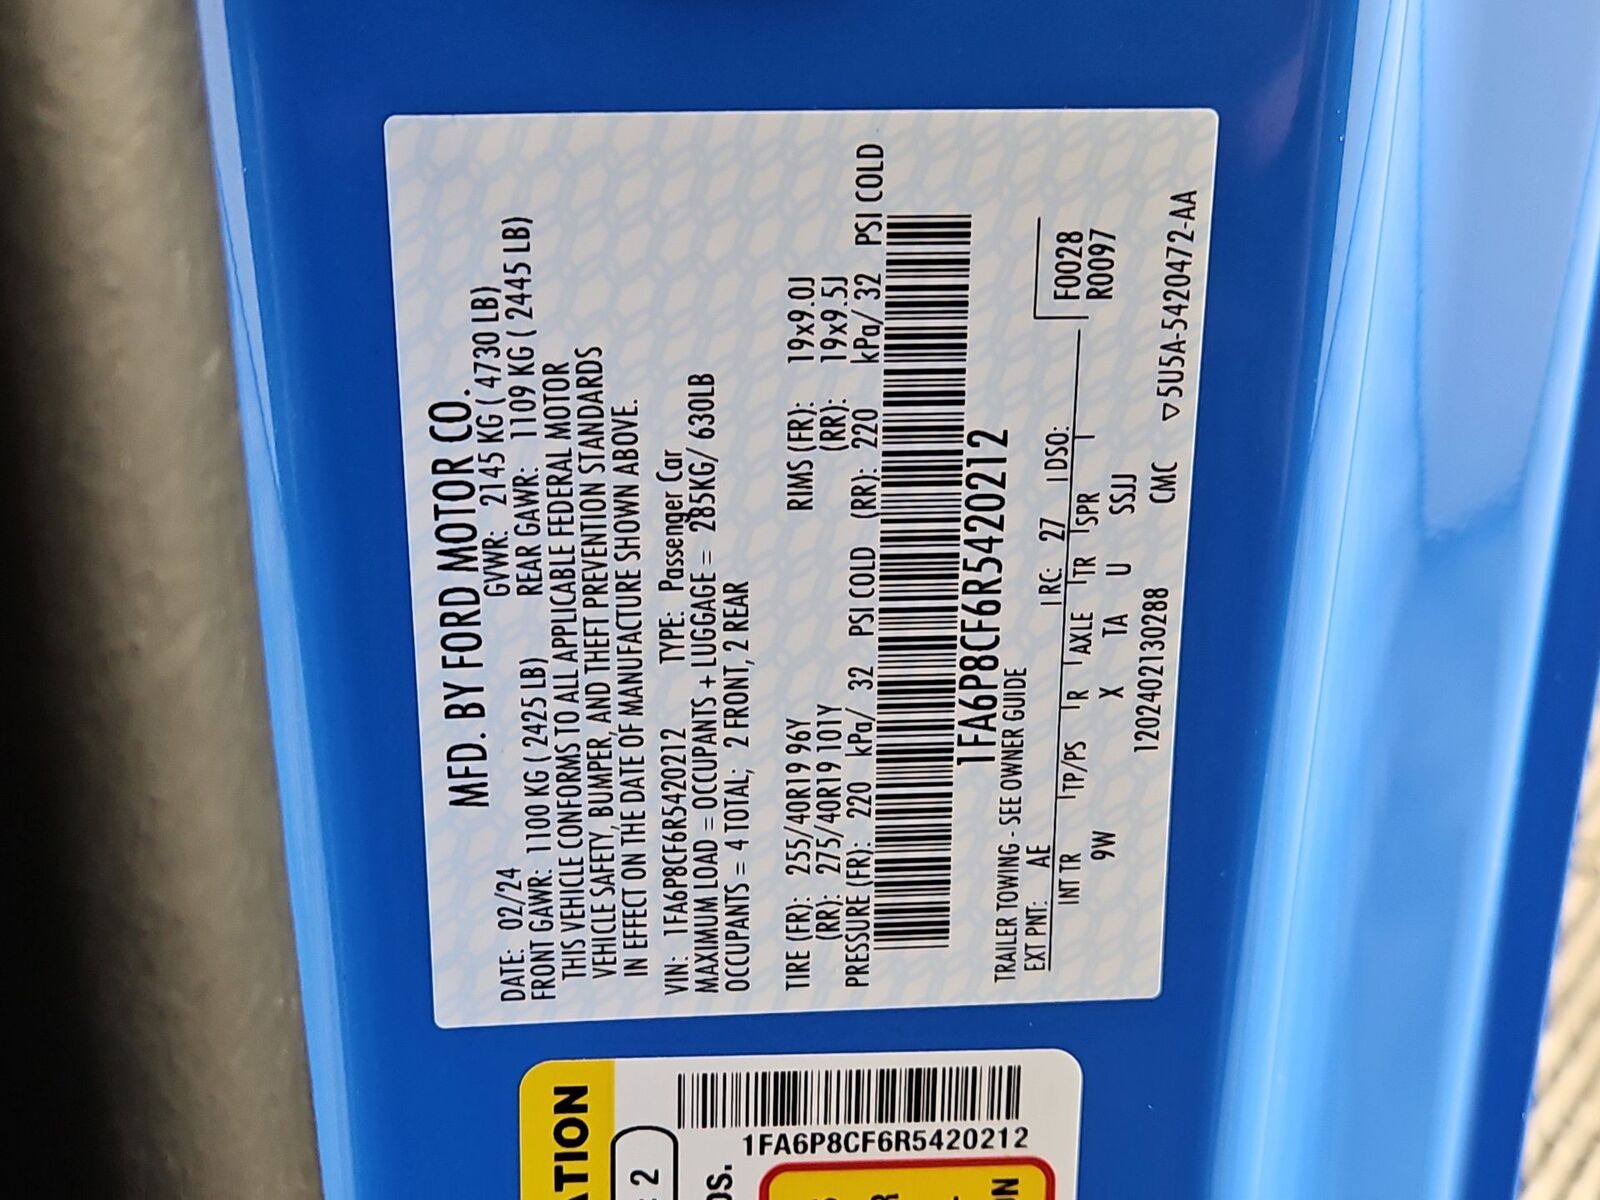 MFD. BY FORD MOTOR CO.
DATE: 02/24 GVWR: 2145 KG ( 4730 LB)
FRONT GAWR: 1100 KG ( 2425 LB) REAR GAWR: 1109 KG ( 2445 LB)
THIS VEHICLE CONFORMS TO ALL APPLICABLE FEDERAL MOTOR
VEHICLE SAFETY, BUMPER, AND THEFT PREVENTION STANDARDS
IN EFFECT ON THE DATE OF MANUFACTURE SHOWN ABOVE.
VIN: 1FA6P8CF6R5420212 TYPE: Passenger Car
MAXIMUM LOAD = OCCUPANTS + LUGGAGE = 285KG/ 630LB
OCCUPANTS = 4 TOTAL; 2 FRONT, 2 REAR
TIRE (FR): 255/40R19 96Y RIMS (FR): 19x9.0J
(RR): 275/40R19 101Y (RR): 19x9.5J
PRESSURE (FR): 220 kPa/ 32 PSI COLD (RR): 220 kPa/ 32 PSI COLD
1FA6P8CF6R5420212
TRAILER TOWING - SEE OWNER GUIDE
EXT PNT: AE RC: 27 DSO:
F0028
R0097
INT TR TP/PS R AXLE TR SPR
9W X TA U SSJJ
1202402130288 CMC ▽5U5A-5420472-AA
ATION
2
1FA6P8CF6R5420212
OS.